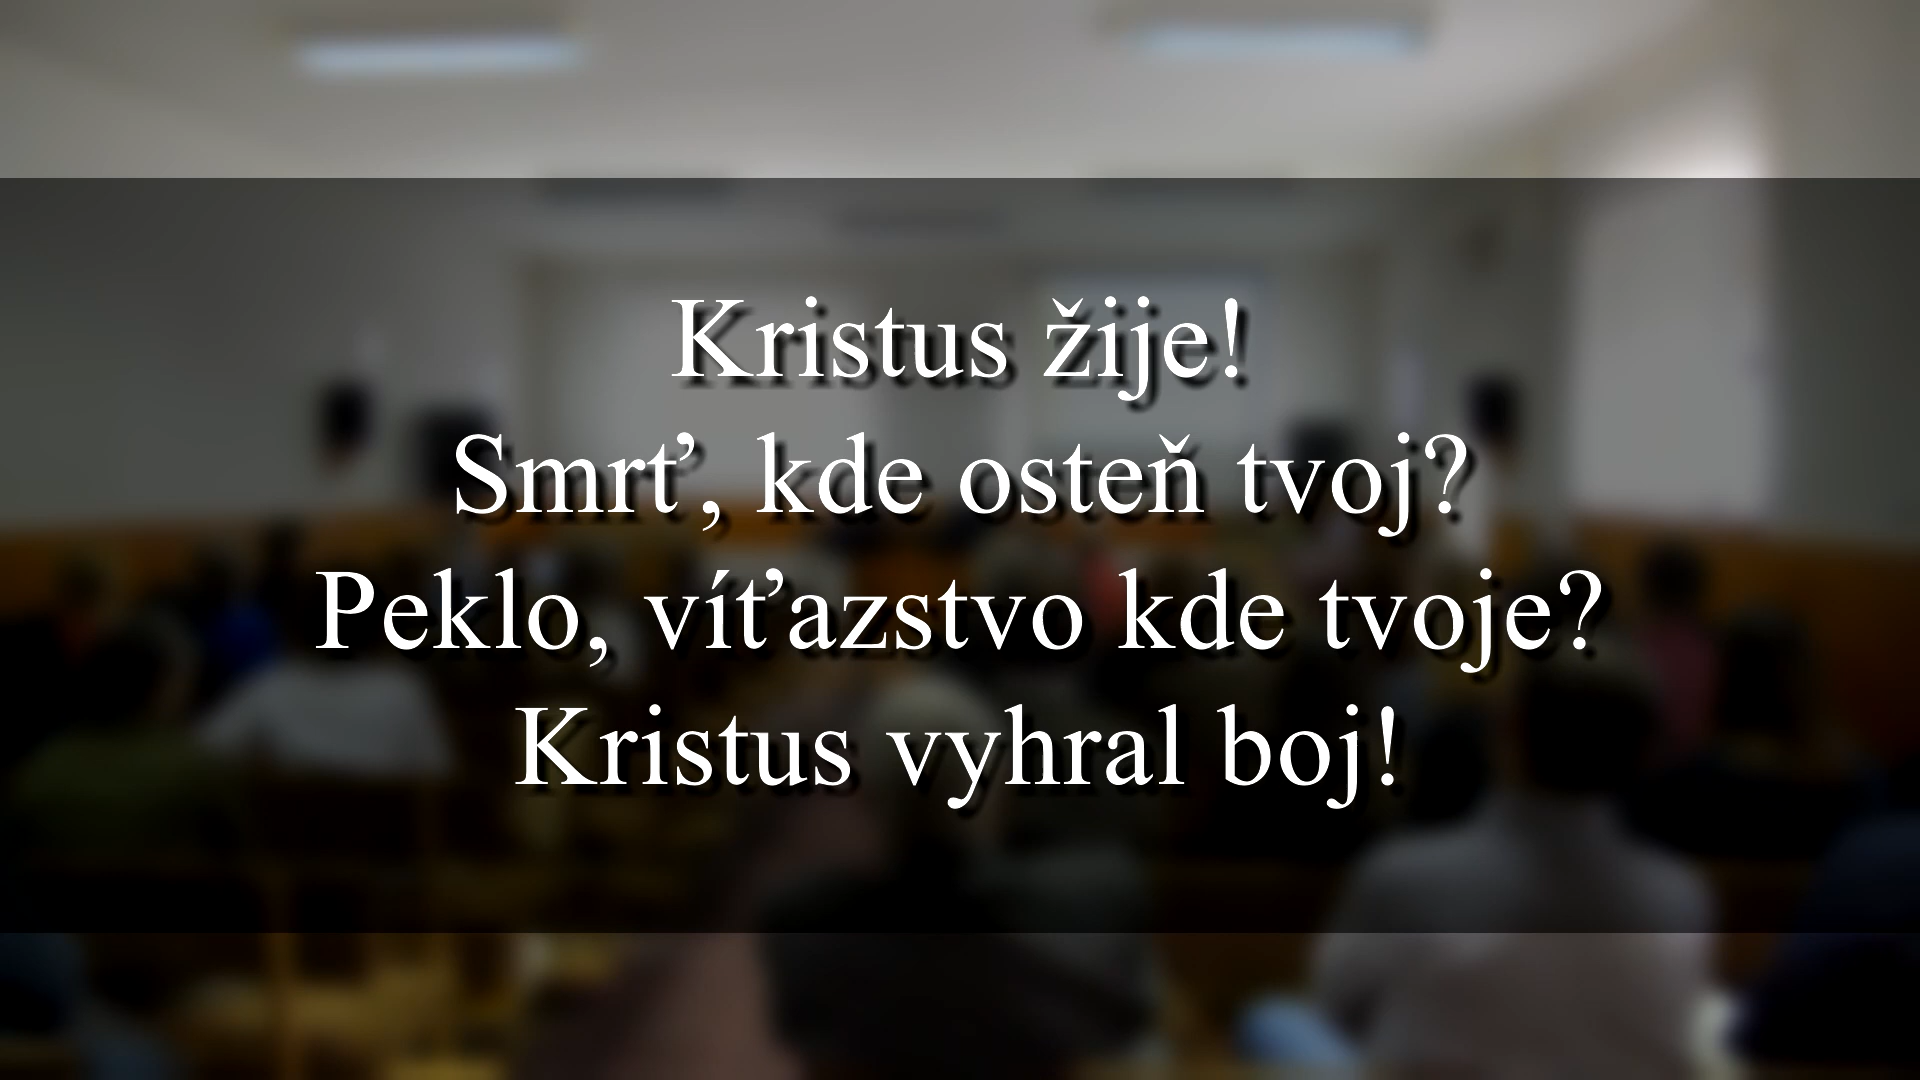 Kristus žije!
Smrť, kde osteň tvoj?
Peklo, víťazstvo kde tvoje?
Kristus vyhral boj!